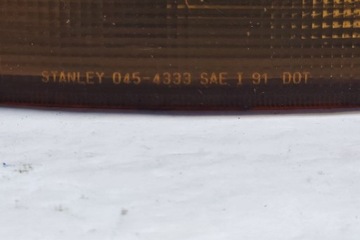 STANLEY 045-4333 SAE I 91 DOT